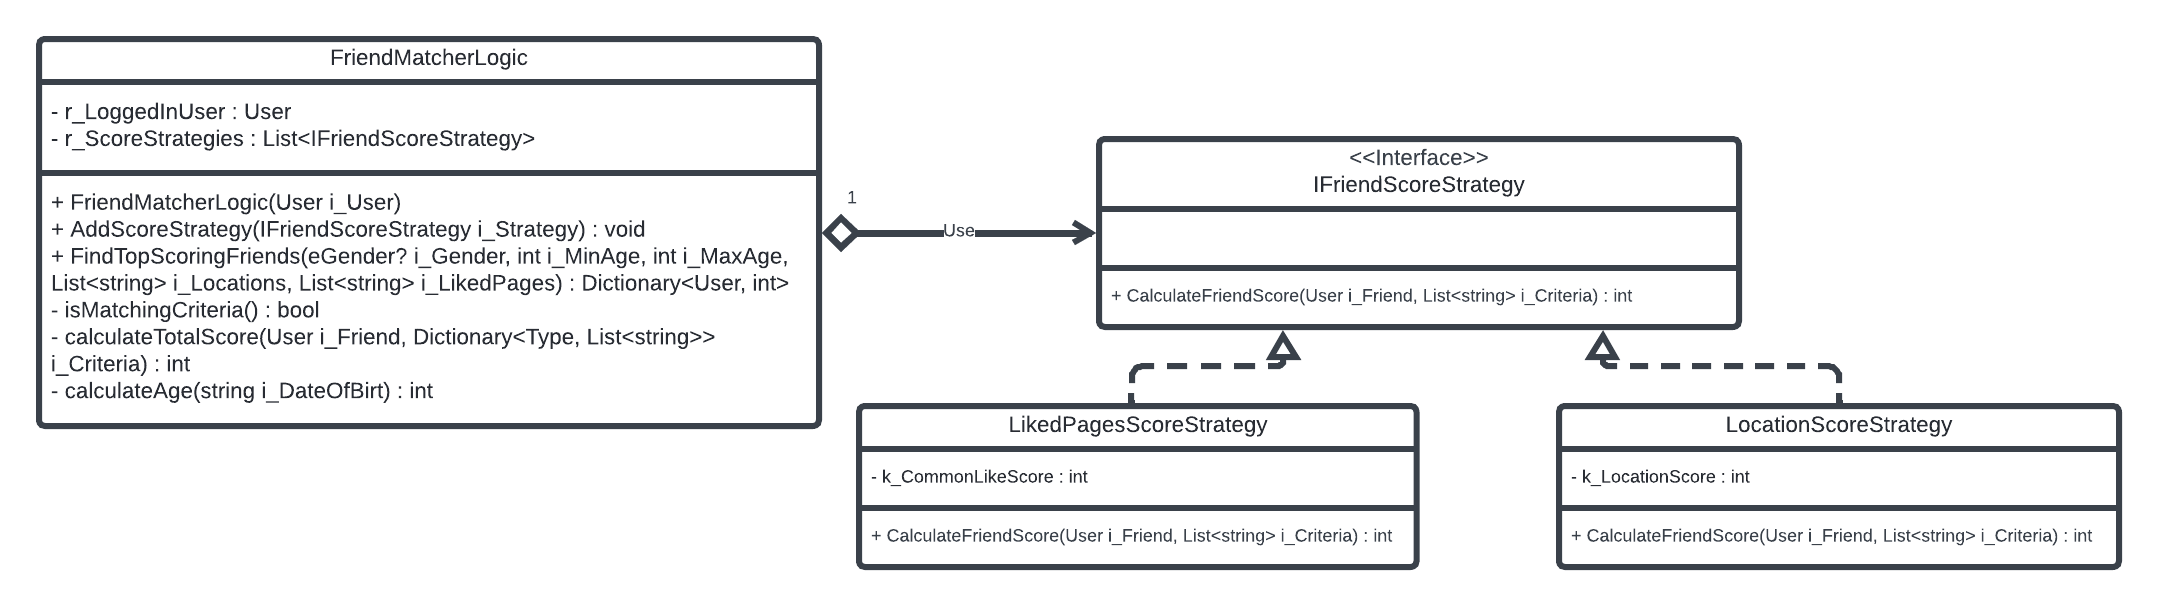 FriendMatcherLogic
- r_LoggedInUser : User
- r_ScoreStrategies : List<IFriendScoreStrategy>
+ FriendMatcherLogic(User i_User)
+ AddScoreStrategy(IFriendScoreStrategy i_Strategy) : void
+ FindTopScoringFriends(eGender? i_Gender, int i_MinAge, int i_MaxAge,
List<string> i_Locations, List<string> i_LikedPages) : Dictionary<User, int>
- isMatchingCriteria() : bool
- calculateTotalScore(User i_Friend, Dictionary<Type, List<string>>
i_Criteria) : int
- calculateAge(string i_DateOfBirt) : int
1
Use
<<Interface>>
IFriendScoreStrategy
+ CalculateFriendScore(User i_Friend, List<string> i_Criteria) : int
LikedPagesScoreStrategy
- k_CommonLikeScore : int
+ CalculateFriendScore(User i_Friend, List<string> i_Criteria) : int
LocationScoreStrategy
- k_LocationScore : int
+ CalculateFriendScore(User i_Friend, List<string> i_Criteria) : int